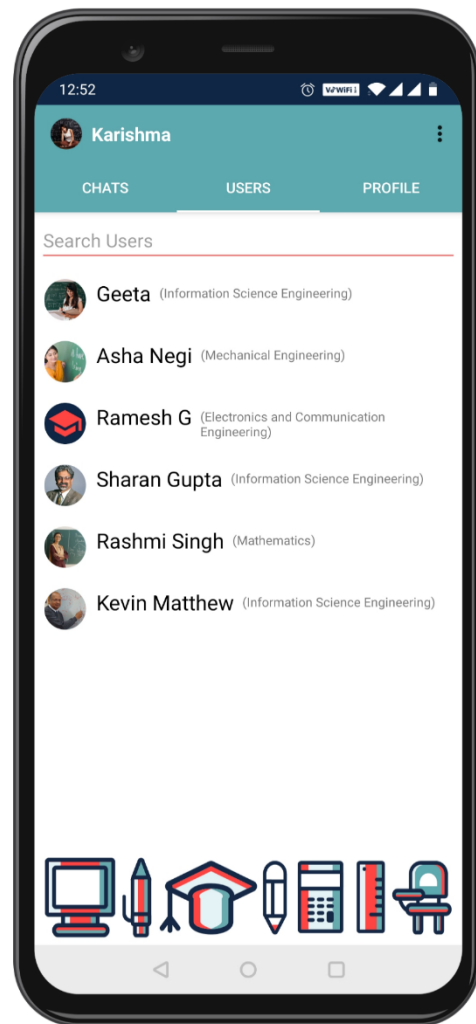 12:52
VoWiFi 1
Karishma
CHATS USERS PROFILE
Search Users
Geeta (Information Science Engineering)
Asha Negi (Mechanical Engineering)
Ramesh G (Electronics and Communication
Engineering)
Sharan Gupta (Information Science Engineering)
Rashmi Singh (Mathematics)
Kevin Matthew (Information Science Engineering)